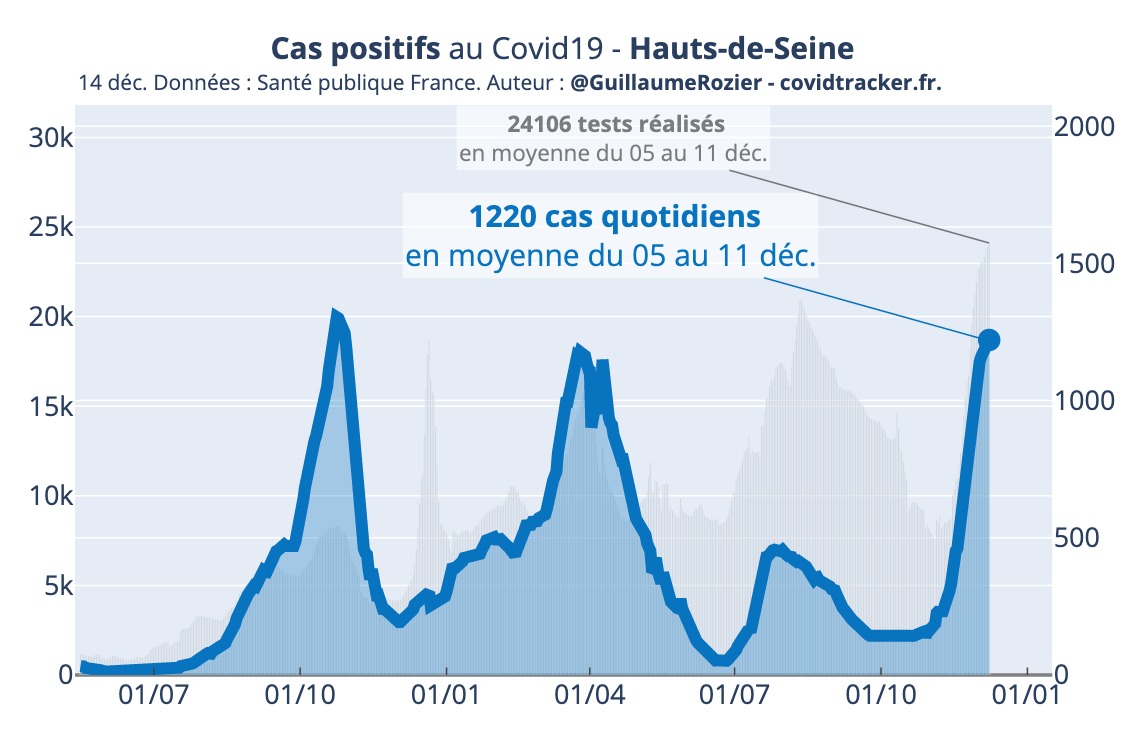 Cas positifs au Covid19 - Hauts-de-Seine
14 déc. Données : Santé publique France. Auteur : @GuillaumeRozier - covidtracker.fr.
24106 tests réalisés
en moyenne du 05 au 11 déc.
1220 cas quotidiens
en moyenne du 05 au 11 déc.
30k
25k
20k
15k
10k
5k
0
2000
1500
1000
500
0
01/07
01/10
01/01
01/04
01/07
01/10
01/01